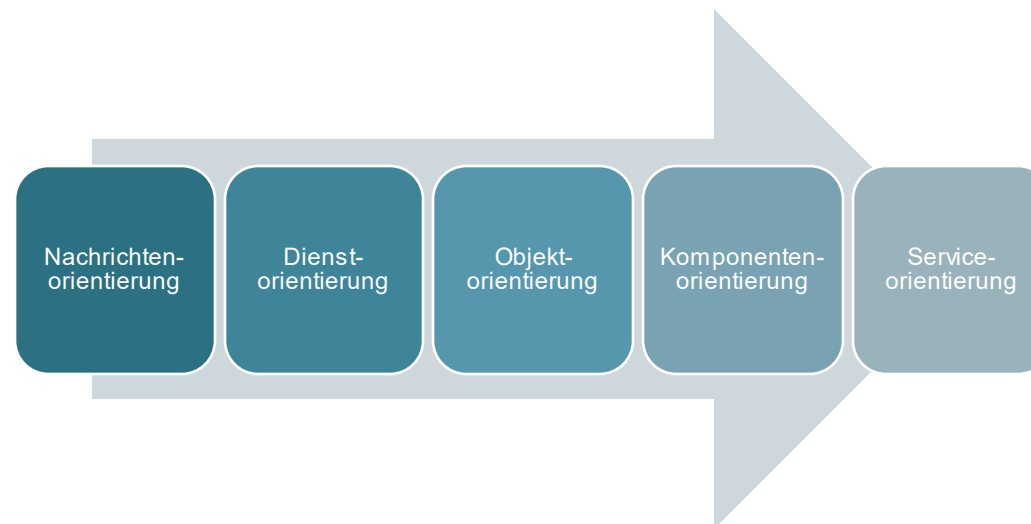 Nachrichten-
orientierung
Dienst-
orientierung
Objekt-
orientierung
Komponenten-
orientierung
Service-
orientierung